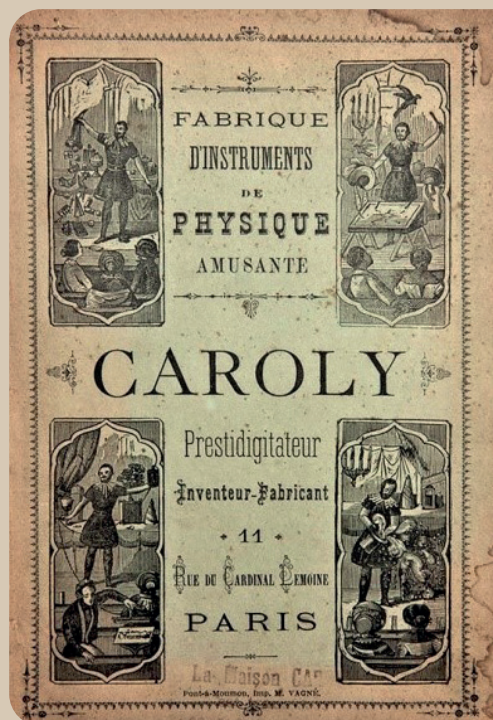 FABRIQUE
D'INSTRUMENTS
DE
PHYSIQUE
AMUSANTE
CAROLY
Prestidigitateur
Inventeur-Fabricant
11
RUE DU CARDINAL LEMOINE
PARIS
La Maison
Pont-à-Mousson, Imp. M. VAGNÉ.